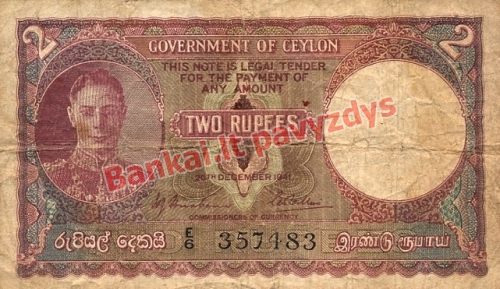 2
2
GOVERNMENT OF CEYLON
THIS NOTE IS LEGAL TENDER
FOR THE PAYMENT OF
ANY AMOUNT
TWO RUPEES
Bankai.lt pavyzdys
20TH DECEMBER 1941
COMMISSIONERS OF CURRENCY
රුපියල් දෙකයි
E/6 357483
இரண்டு ரூபாய